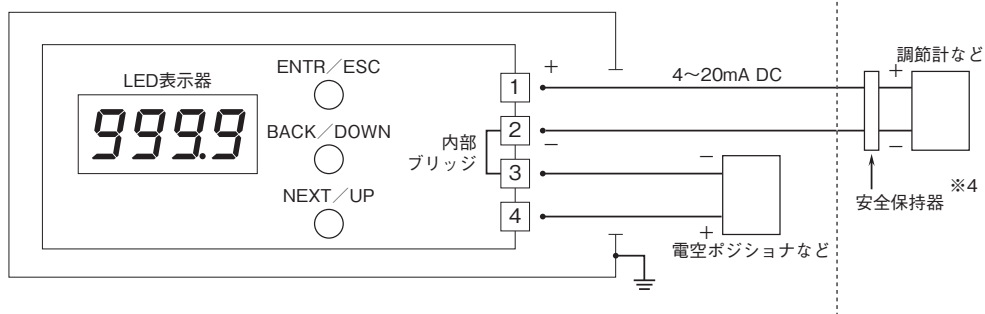 LED表示器
999.9
ENTR／ESC
BACK／DOWN
NEXT／UP
内部
ブリッジ
1
2
3
4
＋
－
4～20mA DC
－
＋
電空ポジショナなど
調節計など
＋
－
安全保持器
※4